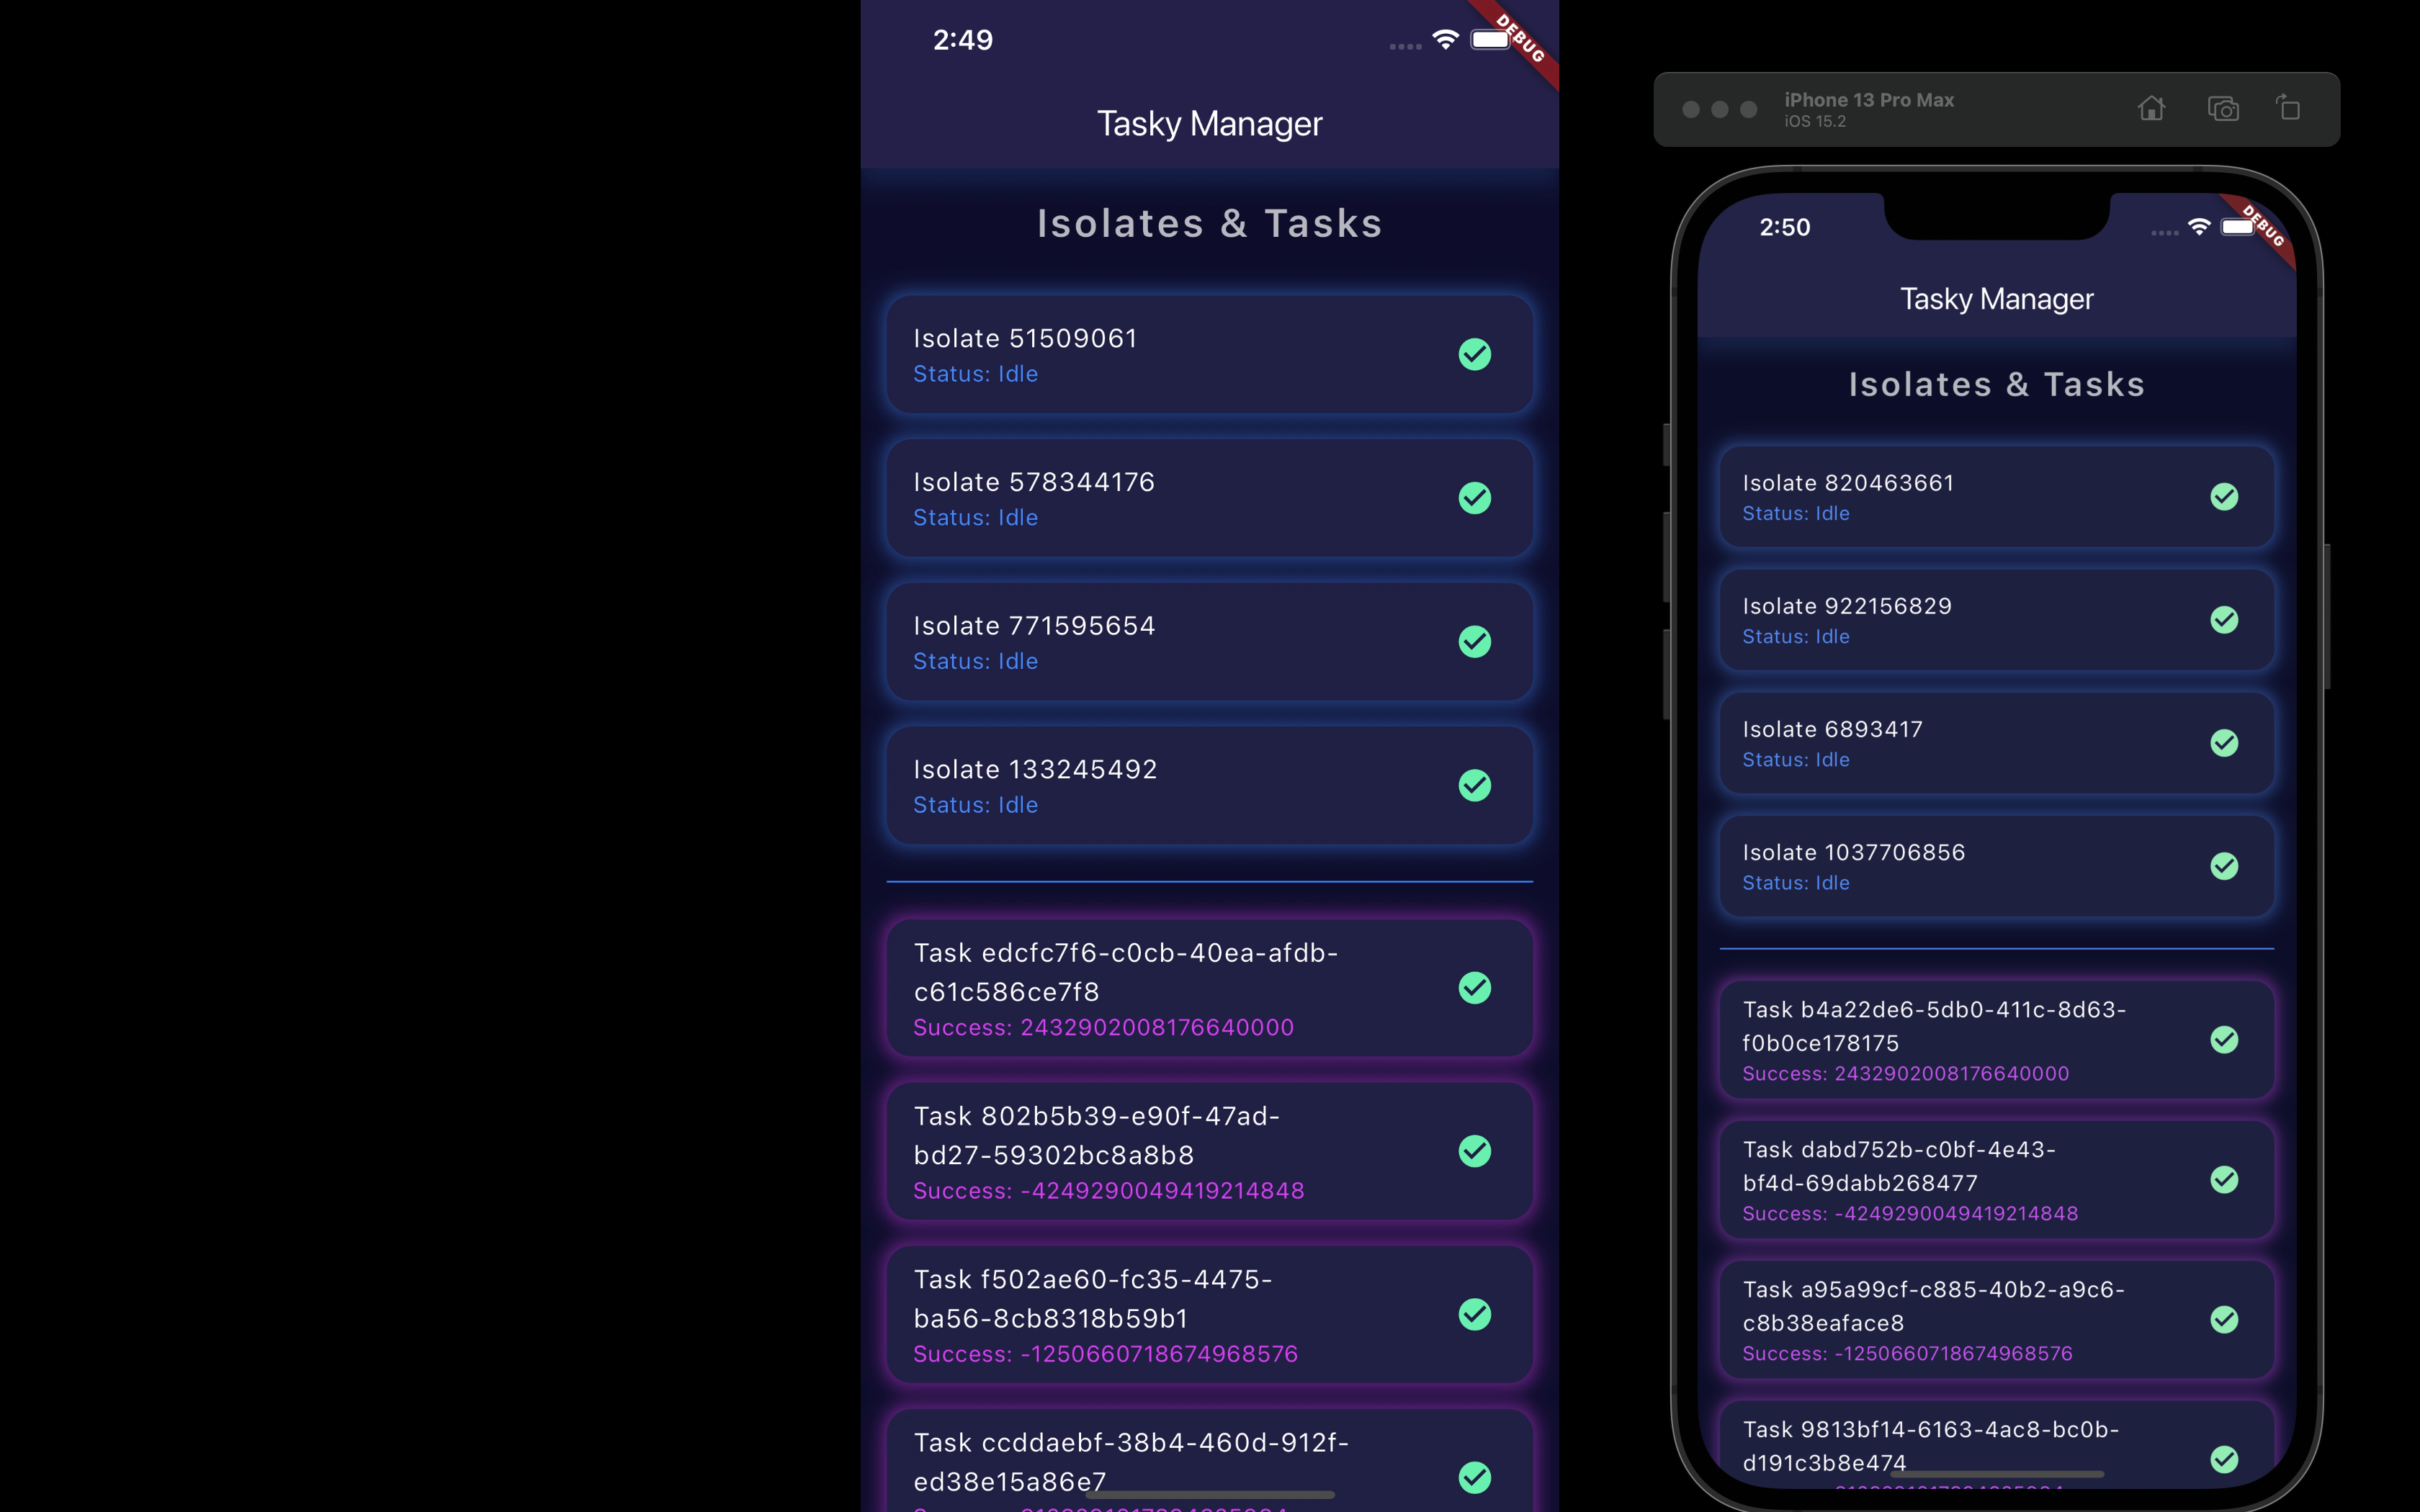 2:49
DEBUG
Tasky Manager
Isolates & Tasks
Isolate 51509061
Status: Idle
Isolate 578344176
Status: Idle
Isolate 771595654
Status: Idle
Isolate 133245492
Status: Idle
Task edcfc7f6-c0cb-40ea-afdb-
c61c586ce7f8
Success: 2432902008176640000
Task 802b5b39-e90f-47ad-
bd27-59302bc8a8b8
Success: -4249290049419214848
Task f502ae60-fc35-4475-
ba56-8cb8318b59b1
Success: -1250660718674968576
Task ccddaebf-38b4-460d-912f-
ed38e15a86e7
iPhone 13 Pro Max
iOS 15.2
2:50
DEBUG
Tasky Manager
Isolates & Tasks
Isolate 820463661
Status: Idle
Isolate 922156829
Status: Idle
Isolate 6893417
Status: Idle
Isolate 1037706856
Status: Idle
Task b4a22de6-5db0-411c-8d63-
f0b0ce178175
Success: 2432902008176640000
Task dabd752b-c0bf-4e43-
bf4d-69dabb268477
Success: -4249290049419214848
Task a95a99cf-c885-40b2-a9c6-
c8b38eaface8
Success: -1250660718674968576
Task 9813bf14-6163-4ac8-bc0b-
d191c3b8e474